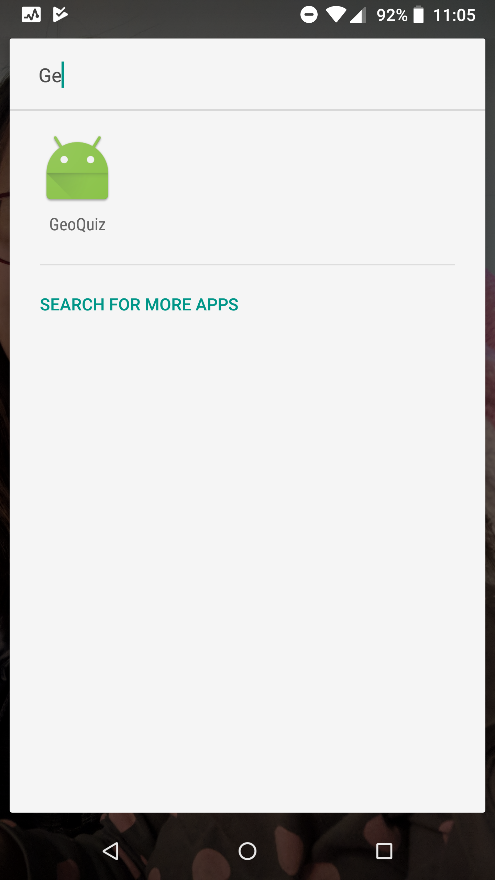 92% 11:05
Ge
GeoQuiz
SEARCH FOR MORE APPS